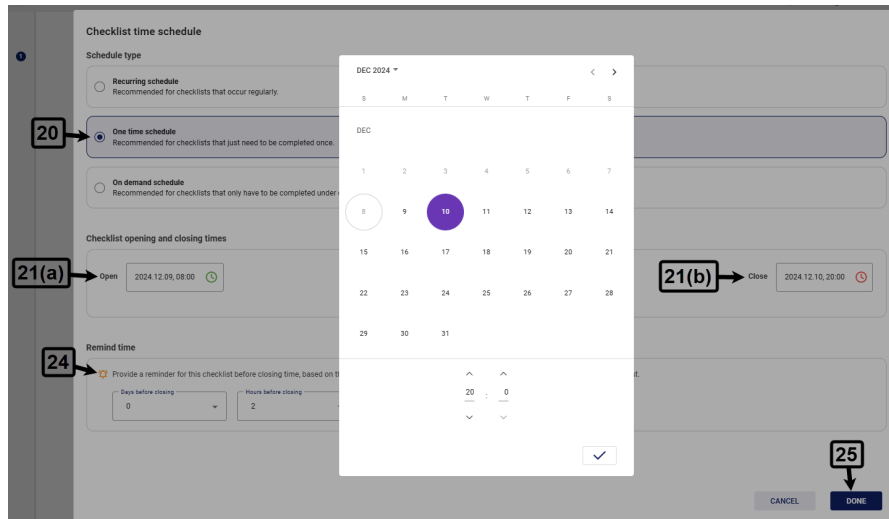 Checklist time schedule
Schedule type
1
Recurring schedule
Recommended for checklists that occur regularly.
20
One time schedule
Recommended for checklists that just need to be completed once.
On demand schedule
Recommended for checklists that only have to be completed under
Checklist opening and closing times
21(a)
Open
2024.12.09, 08:00
21(b)
Close
2024.12.10, 20:00
Remind time
24
Provide a reminder for this checklist before closing time, based on
Days before closing
0
Hours before closing
2
DEC 2024
S M T W T F S
DEC
1 2 3 4 5 6 7
8 9 10 11 12 13 14
15 16 17 18 19 20 21
22 23 24 25 26 27 28
29 30 31
20 : 0
25
CANCEL
DONE